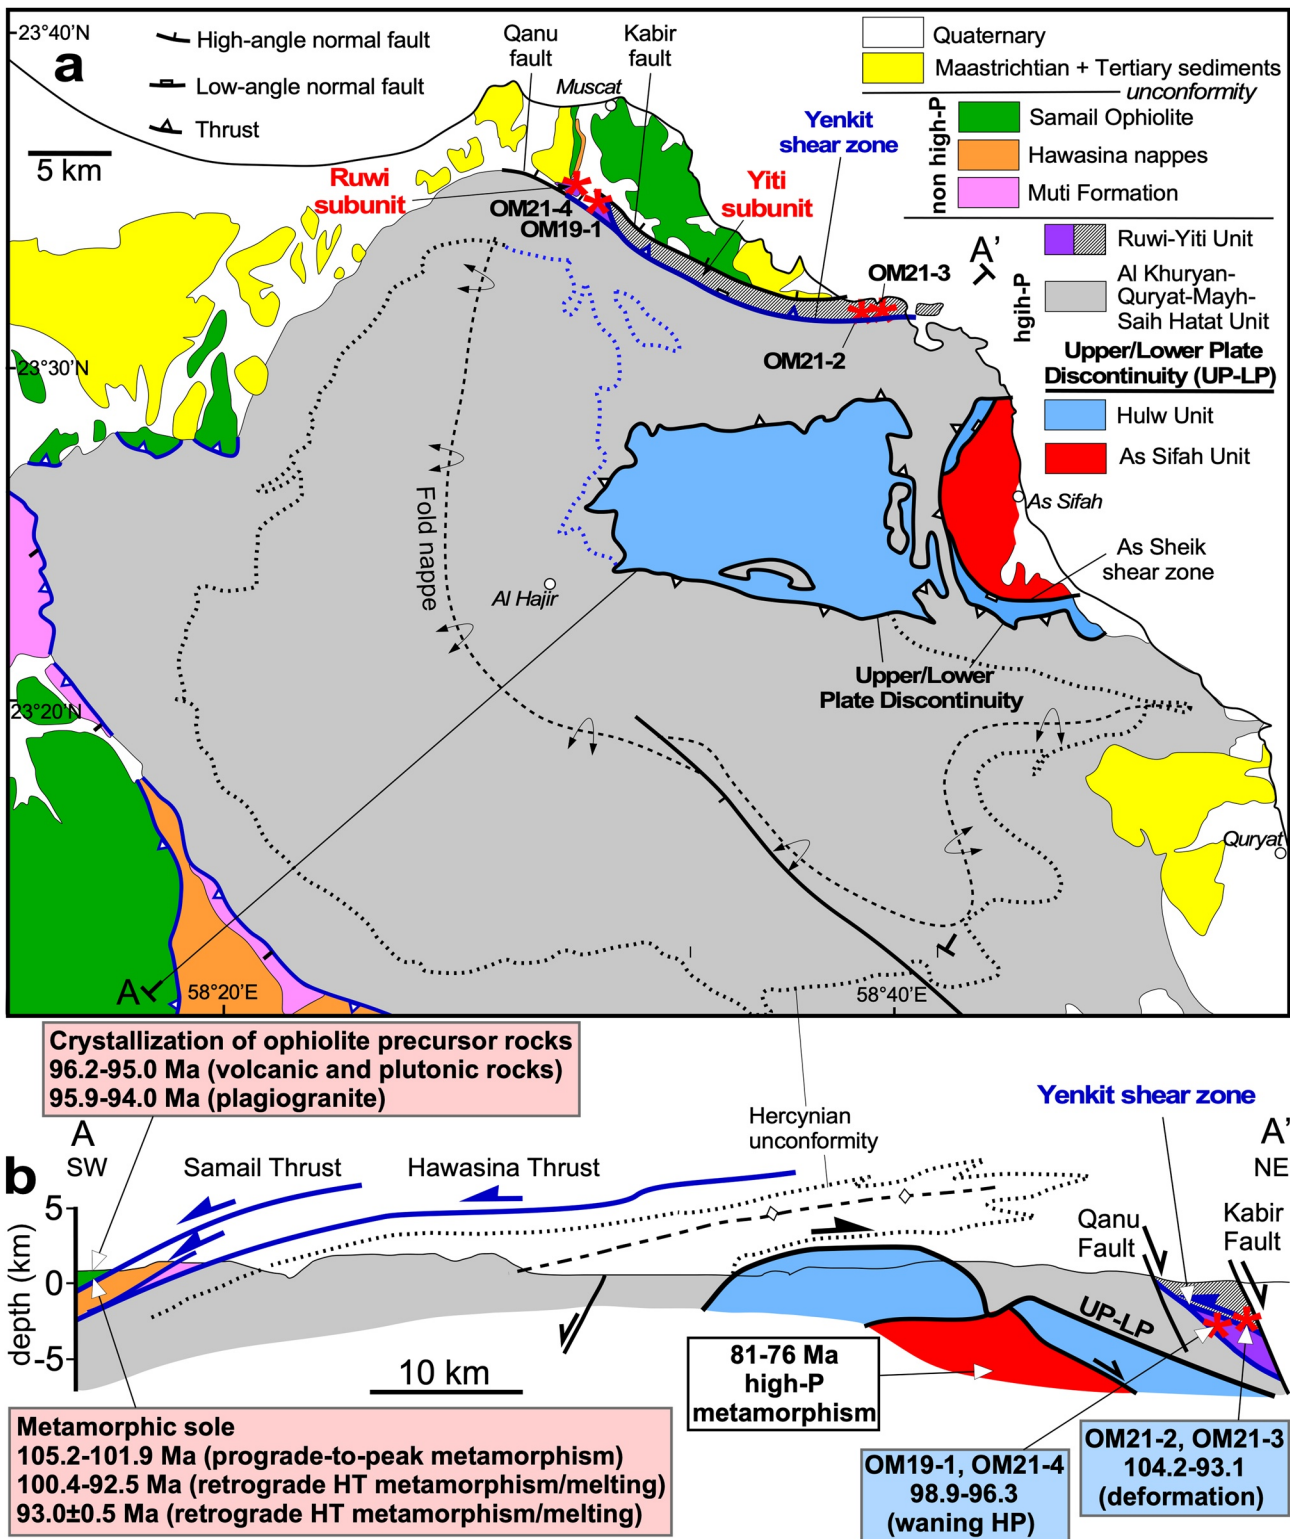 23°40’N
a
High-angle normal fault
Low-angle normal fault
Thrust
5 km
Qanu
fault
Kabir
fault
Muscat
Yenkit
shear zone
Ruwi
subunit
Yiti
subunit
OM21-4
OM19-1
OM21-3
OM21-2
A’
Quaternary
Maastrichtian + Tertiary sediments
unconformity
non high-P
Samail Ophiolite
Hawasina nappes
Muti Formation
hgih-P
Ruwi-Yiti Unit
Al Khuryan-
Quryat-Mayh-
Saih Hatat Unit
Upper/Lower Plate
Discontinuity (UP-LP)
Hulw Unit
As Sifah Unit
23°30’N
Fold nappe
Al Hajir
As Sifah
As Sheik
shear zone
Upper/Lower
Plate Discontinuity
23°20’N
Quryat
A
58°20’E
58°40’E
Crystallization of ophiolite precursor rocks
96.2-95.0 Ma (volcanic and plutonic rocks)
95.9-94.0 Ma (plagiogranite)
Hercynian
unconformity
Yenkit shear zone
A
SW
A’
NE
b
Samail Thrust
Hawasina Thrust
Qanu
Fault
Kabir
Fault
depth (km)
5
0
-5
10 km
UP-LP
81-76 Ma
high-P
metamorphism
Metamorphic sole
105.2-101.9 Ma (prograde-to-peak metamorphism)
100.4-92.5 Ma (retrograde HT metamorphism/melting)
93.0±0.5 Ma (retrograde HT metamorphism/melting)
OM19-1, OM21-4
98.9-96.3
(waning HP)
OM21-2, OM21-3
104.2-93.1
(deformation)